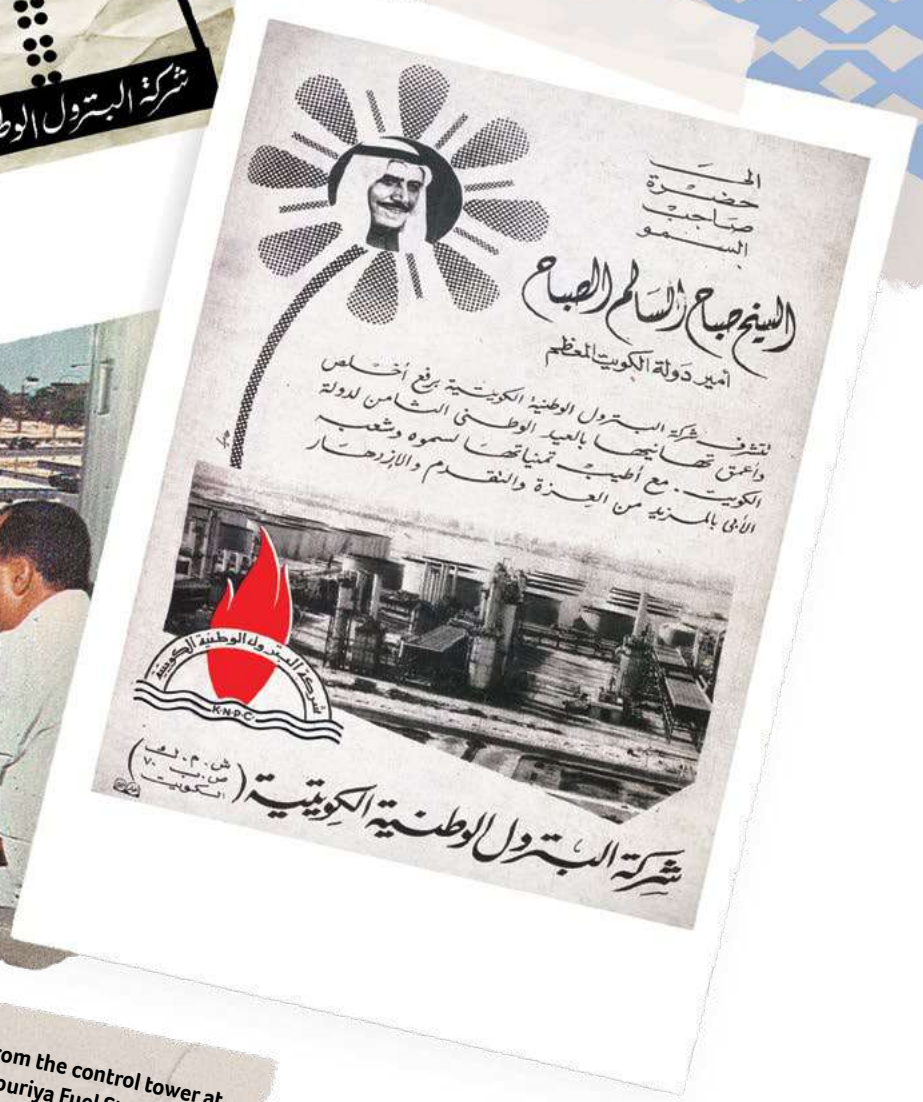 شركة البترول الوط
الى
حضرة
صاحب
السمو
الشيخ صباح السالم الصباح
أمير دولة الكويت المعظم
تتشرف شركة البترول الوطنية الكويتية برفع أخلص
وأعمق تهانيها بالعيد الوطني الثامن لدولة
الكويت . مع أطيب تمنياتها لسموه وشعبه
الأبي بالمزيد من العزة والتقدم والازدهار
شركة البترول الوطنية الكويتية
K·N·P·C·
شركة البترول الوطنية الكويتية (ش.م.ك
ص.ب ٧٠
الكويت)
rom the control tower at
ouriya Fuel